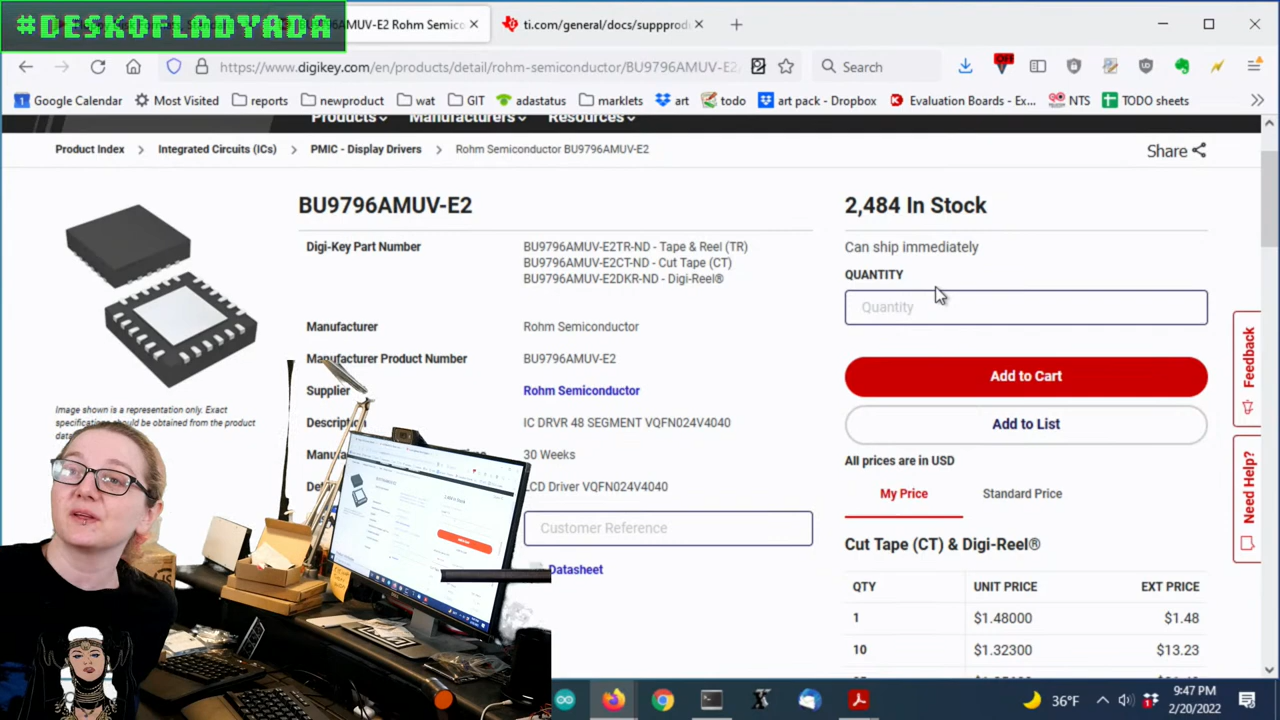 #DESKOFLADYADA
BU9796AMUV-E2 Rohm Semico
ti.com/general/docs/suppprod
https://www.digikey.com/en/products/detail/rohm-semiconductor/BU9796AMUV-E2/
Search
OFF
Google Calendar
Most Visited
reports
newproduct
wat
GIT
adastatus
marklets
art
todo
art pack - Dropbox
Evaluation Boards - Ex...
NTS
TODO sheets
Products
Manufacturers
Resources
Product Index > Integrated Circuits (ICs) > PMIC - Display Drivers > Rohm Semiconductor BU9796AMUV-E2
Share
BU9796AMUV-E2
Digi-Key Part Number
BU9796AMUV-E2TR-ND - Tape & Reel (TR)
BU9796AMUV-E2CT-ND - Cut Tape (CT)
BU9796AMUV-E2DKR-ND - Digi-Reel®
Manufacturer
Rohm Semiconductor
Manufacturer Product Number
BU9796AMUV-E2
Supplier
Rohm Semiconductor
IC DRVR 48 SEGMENT VQFN024V4040
30 Weeks
LCD Driver VQFN024V4040
Customer Reference
Datasheet
Image shown is a representation only. Exact
specifications should be obtained from the product
2,484 In Stock
Can ship immediately
QUANTITY
Quantity
Add to Cart
Add to List
All prices are in USD
My Price
Standard Price
Cut Tape (CT) & Digi-Reel®
QTY UNIT PRICE EXT PRICE
1 $1.48000 $1.48
10 $1.32300 $13.23
Feedback
Need Help?
36°F
9:47 PM
2/20/2022